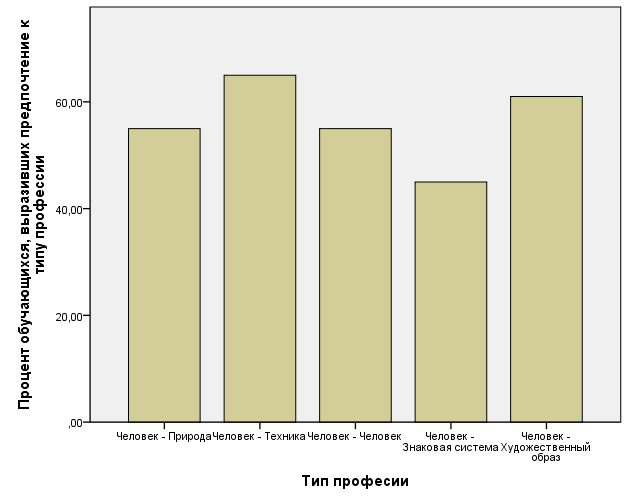 Процент обучающихся, выразивших предпочтение к
типу профессии
60,00
40,00
20,00
,00
Человек - Природа
Человек - Техника
Человек - Человек
Человек -
Знаковая система
Человек -
Художественный
образ
Тип професии